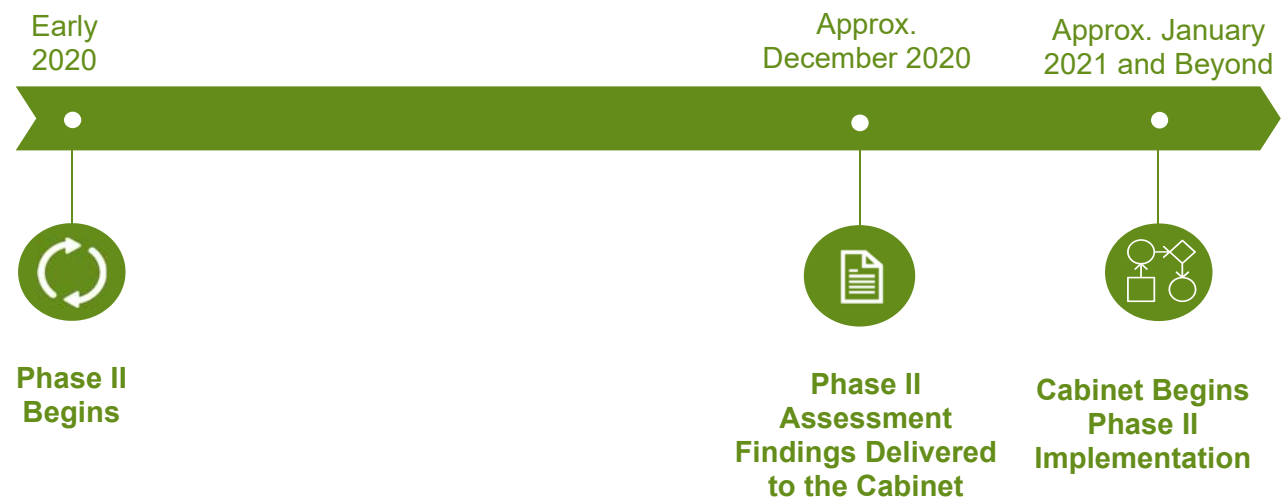 Early
2020
Approx.
December 2020
Approx. January
2021 and Beyond
Phase II
Begins
Phase II
Assessment
Findings Delivered
to the Cabinet
Cabinet Begins
Phase II
Implementation